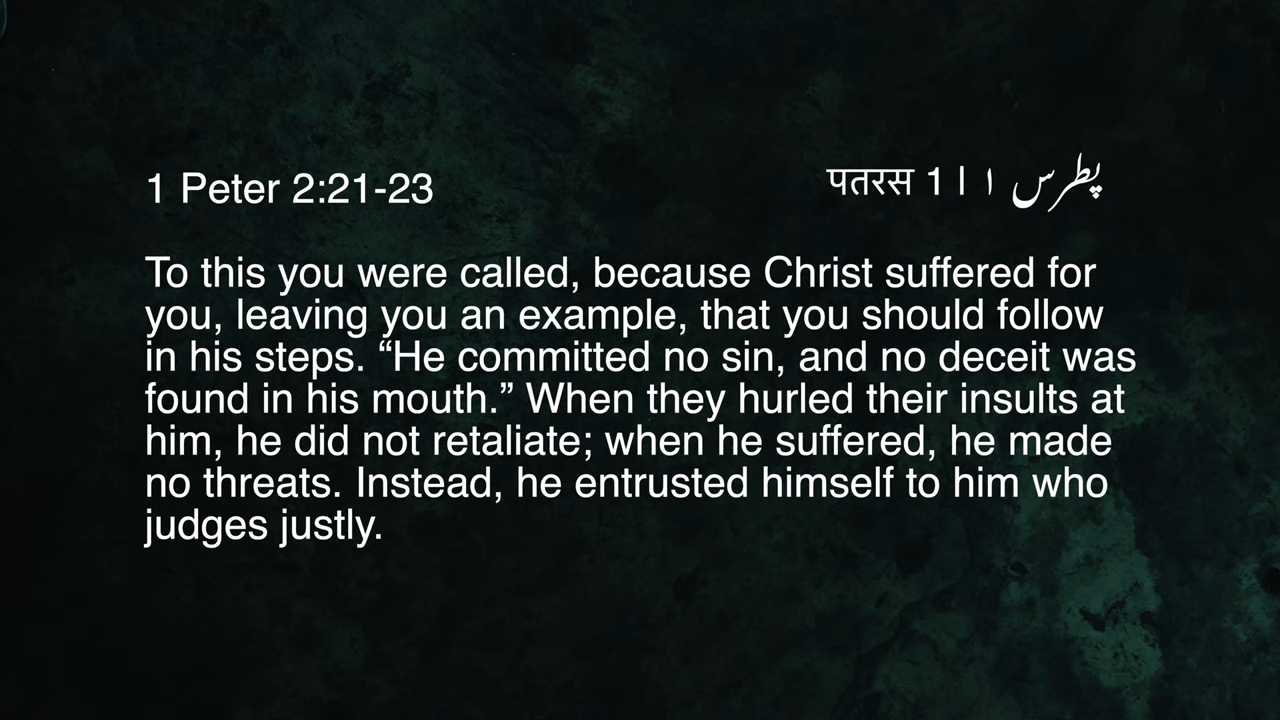 1 Peter 2:21-23
पतरस 1 | ۱ پطرس
To this you were called, because Christ suffered for
you, leaving you an example, that you should follow
in his steps. “He committed no sin, and no deceit was
found in his mouth.” When they hurled their insults at
him, he did not retaliate; when he suffered, he made
no threats. Instead, he entrusted himself to him who
judges justly.